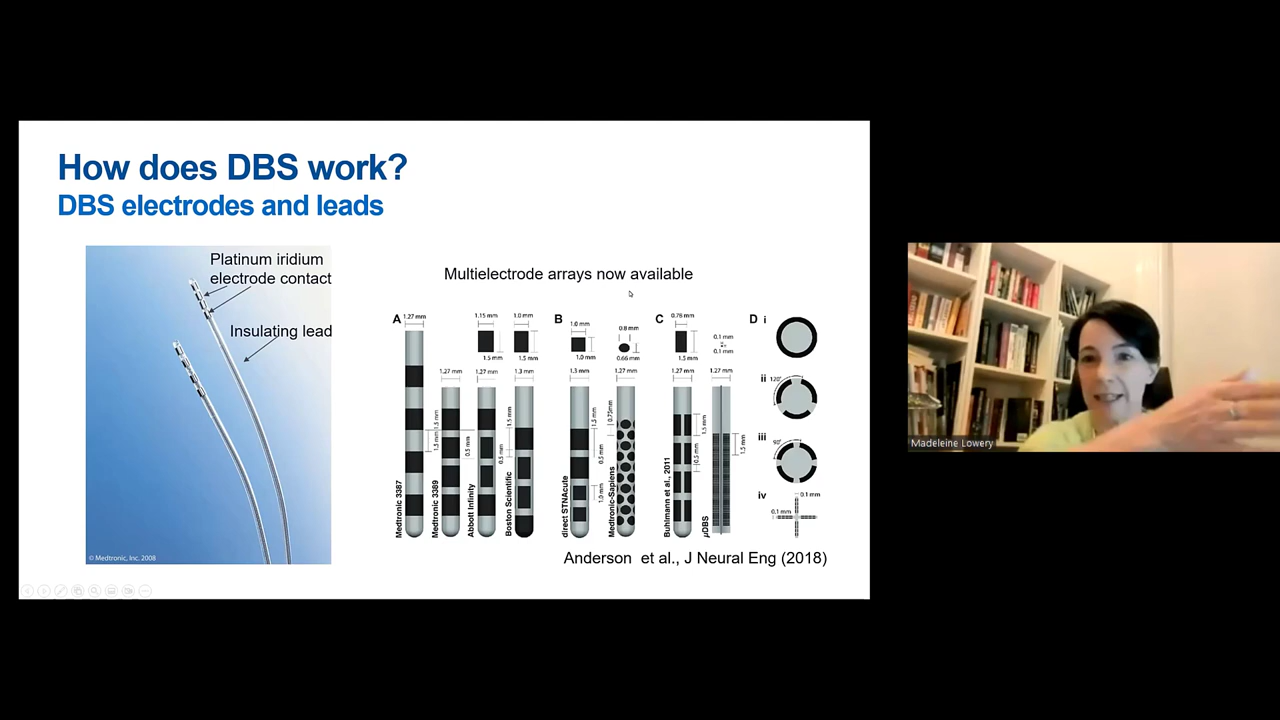 How does DBS work?
DBS electrodes and leads
Platinum iridium
electrode contact
Insulating lead
© Medtronic, Inc. 2008
Multielectrode arrays now available
A
1.27 mm
Medtronic 3387
1.27 mm
1.5 mm
1.5 mm
Medtronic 3389
1.15 mm
1.5 mm
1.27 mm
0.5 mm
Abbott Infinity
1.0 mm
1.5 mm
1.3 mm
1.5 mm
0.5 mm
Boston Scientific
B
1.0 mm
1.0 mm
1.3 mm
1.5 mm
0.5 mm
1.0 mm
direct STNAcute
0.8 mm
0.66 mm
1.27 mm
0.75mm
Medtronic-Sapiens
C
0.76 mm
1.5 mm
1.27 mm
1.5 mm
0.5 mm
Buhlmann et al., 2011
0.1 mm
0.1 mm
1.27 mm
1.5 mm
µDBS
D
i
ii
120°
iii
90°
iv
0.1 mm
0.1 mm
Anderson et al., J Neural Eng (2018)
Madeleine Lowery